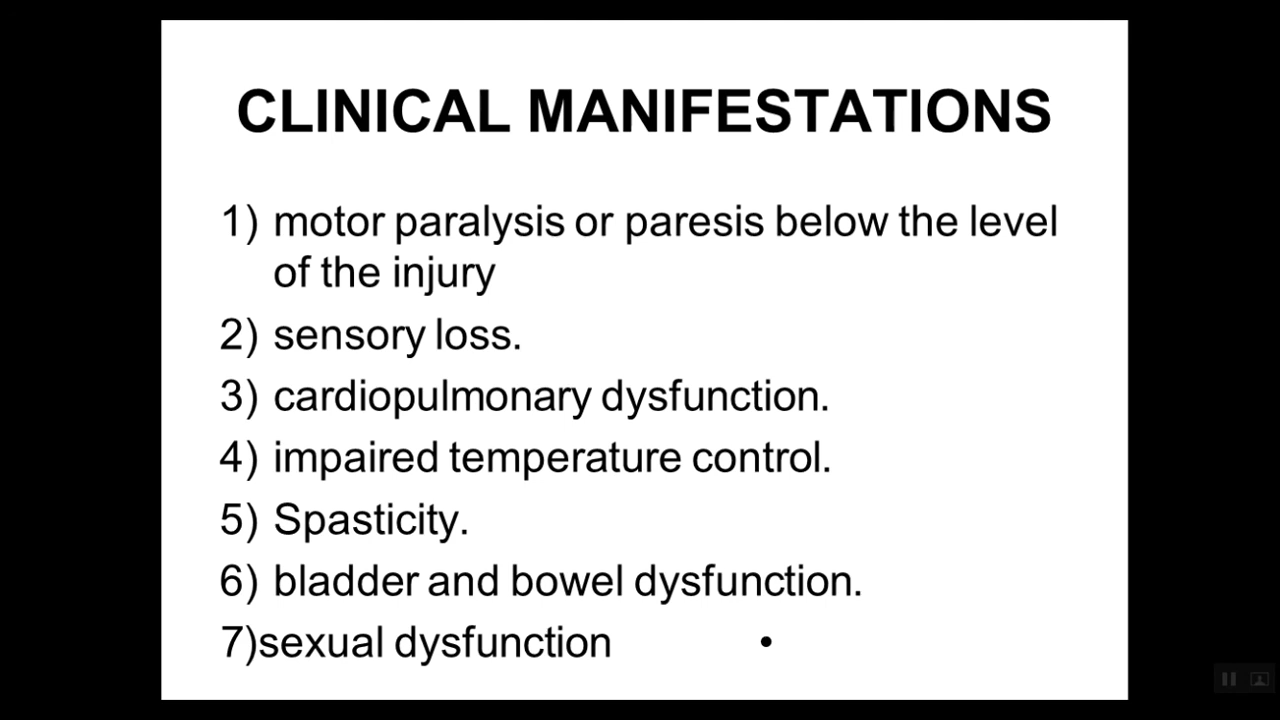 CLINICAL MANIFESTATIONS
1) motor paralysis or paresis below the level
of the injury
2) sensory loss.
3) cardiopulmonary dysfunction.
4) impaired temperature control.
5) Spasticity.
6) bladder and bowel dysfunction.
7)sexual dysfunction •